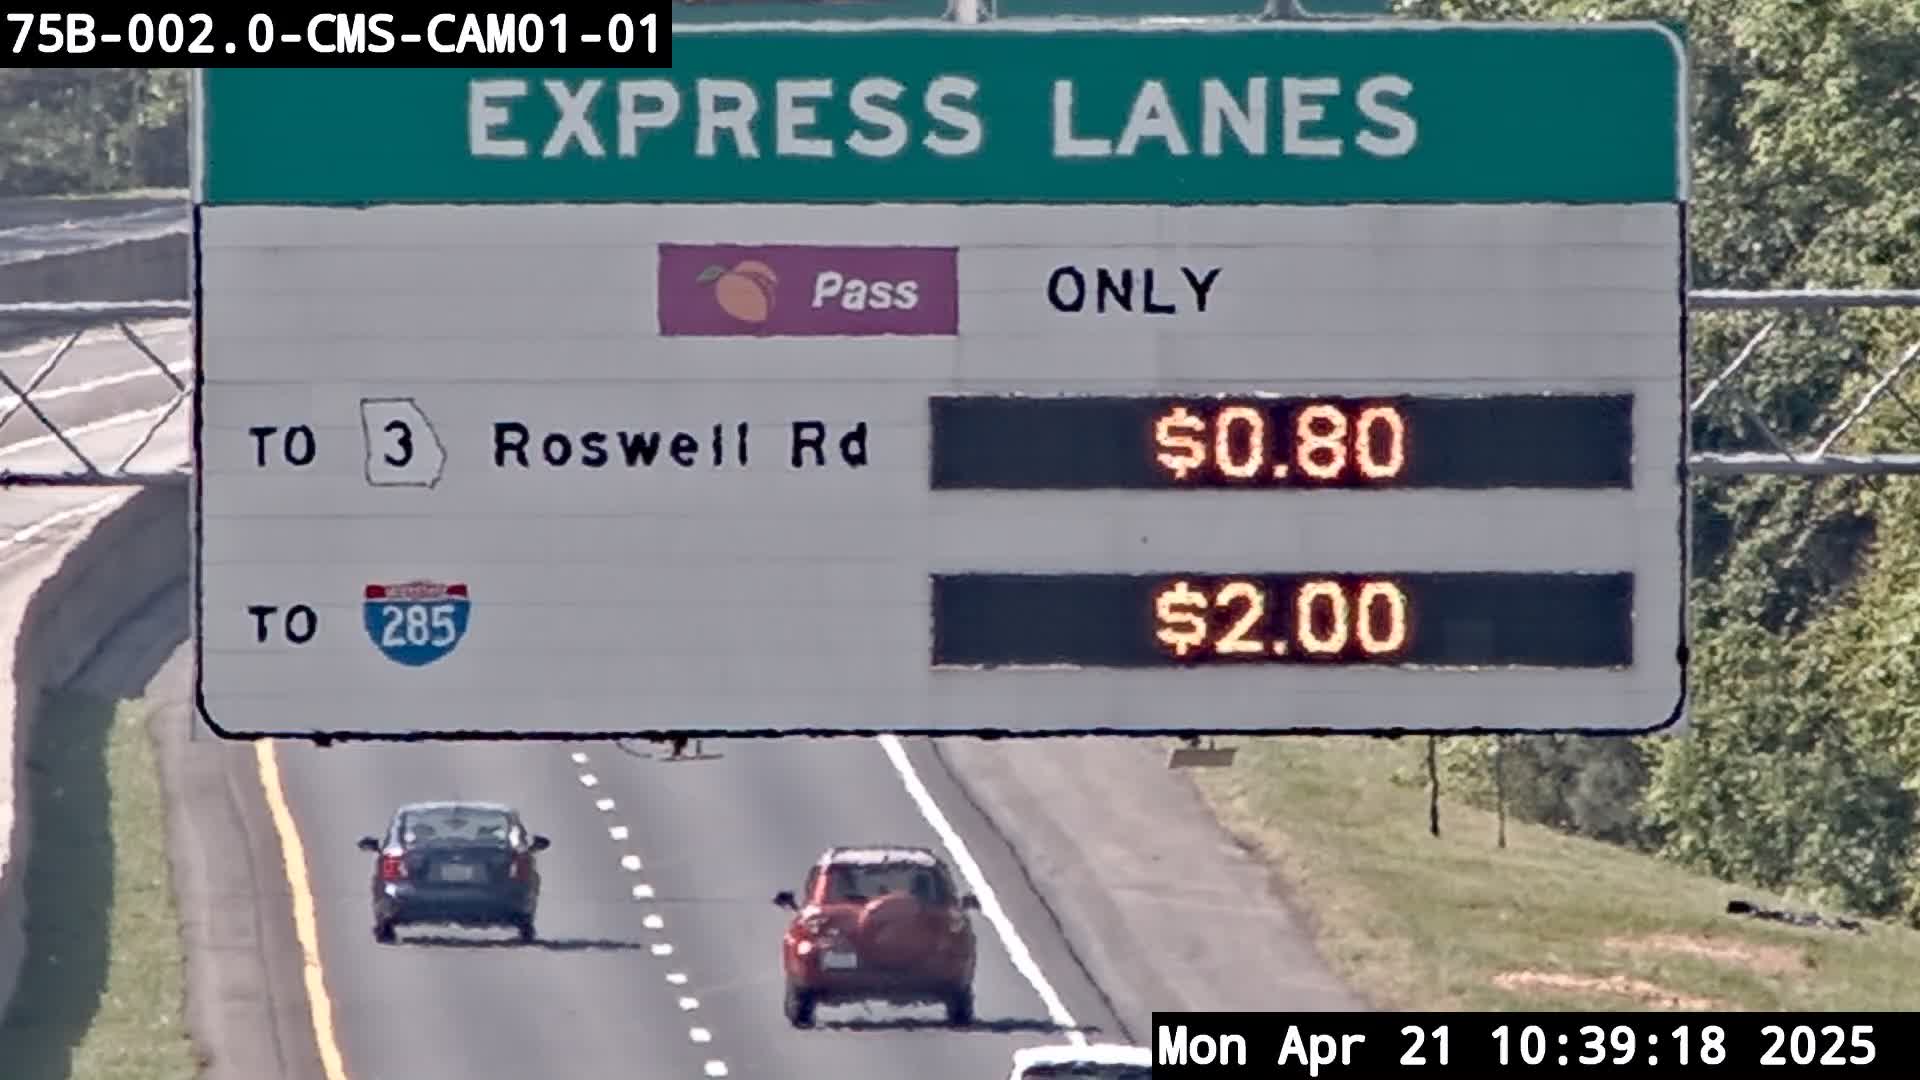 75B-002.0-CMS-CAM01-01
EXPRESS LANES
Pass ONLY
TO 3 Roswell Rd $0.80
TO 285 $2.00
Mon Apr 21 10:39:18 2025